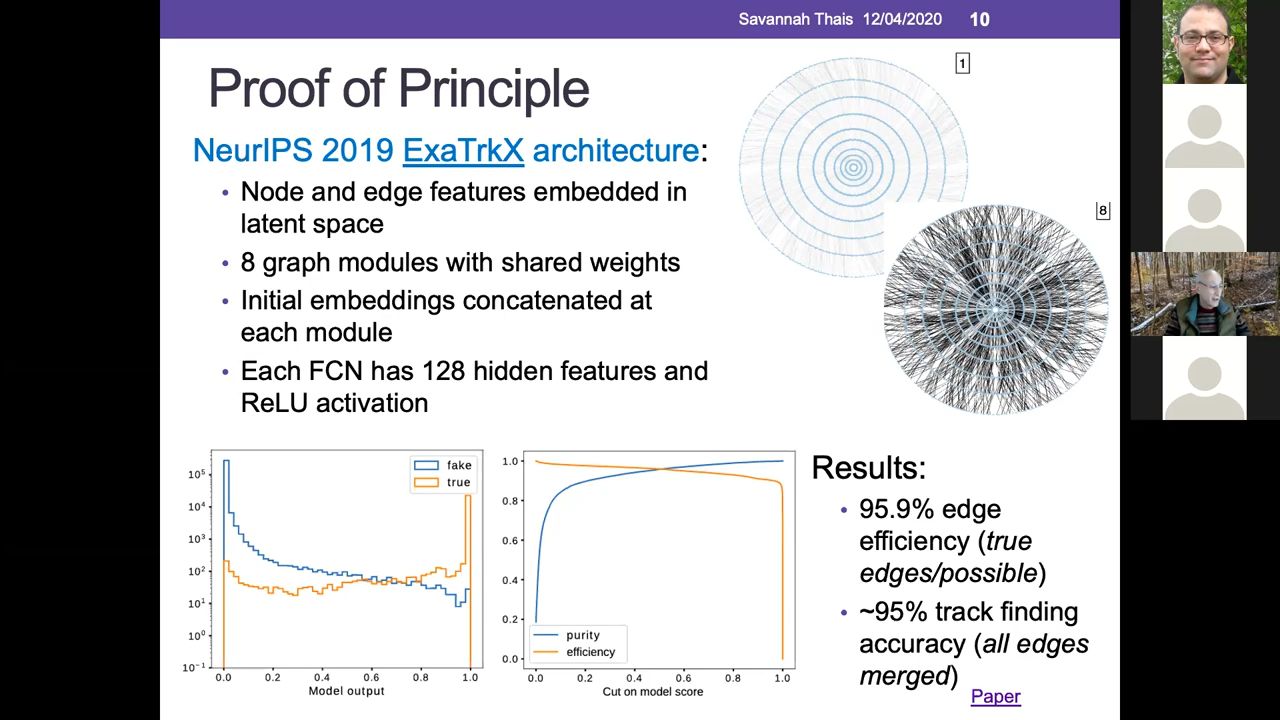 Savannah Thais 12/04/2020 10
Proof of Principle
NeurIPS 2019 ExaTrkX architecture:
• Node and edge features embedded in
latent space
• 8 graph modules with shared weights
• Initial embeddings concatenated at
each module
• Each FCN has 128 hidden features and
ReLU activation
1
8
fake
true
10⁵
10⁴
10³
10²
10¹
10⁰
10⁻¹
0.0 0.2 0.4 0.6 0.8 1.0
Model output
1.0
0.8
0.6
0.4
0.2
0.0
purity
efficiency
0.0 0.2 0.4 0.6 0.8 1.0
Cut on model score
Results:
• 95.9% edge
efficiency (true
edges/possible)
• ~95% track finding
accuracy (all edges
merged)
Paper